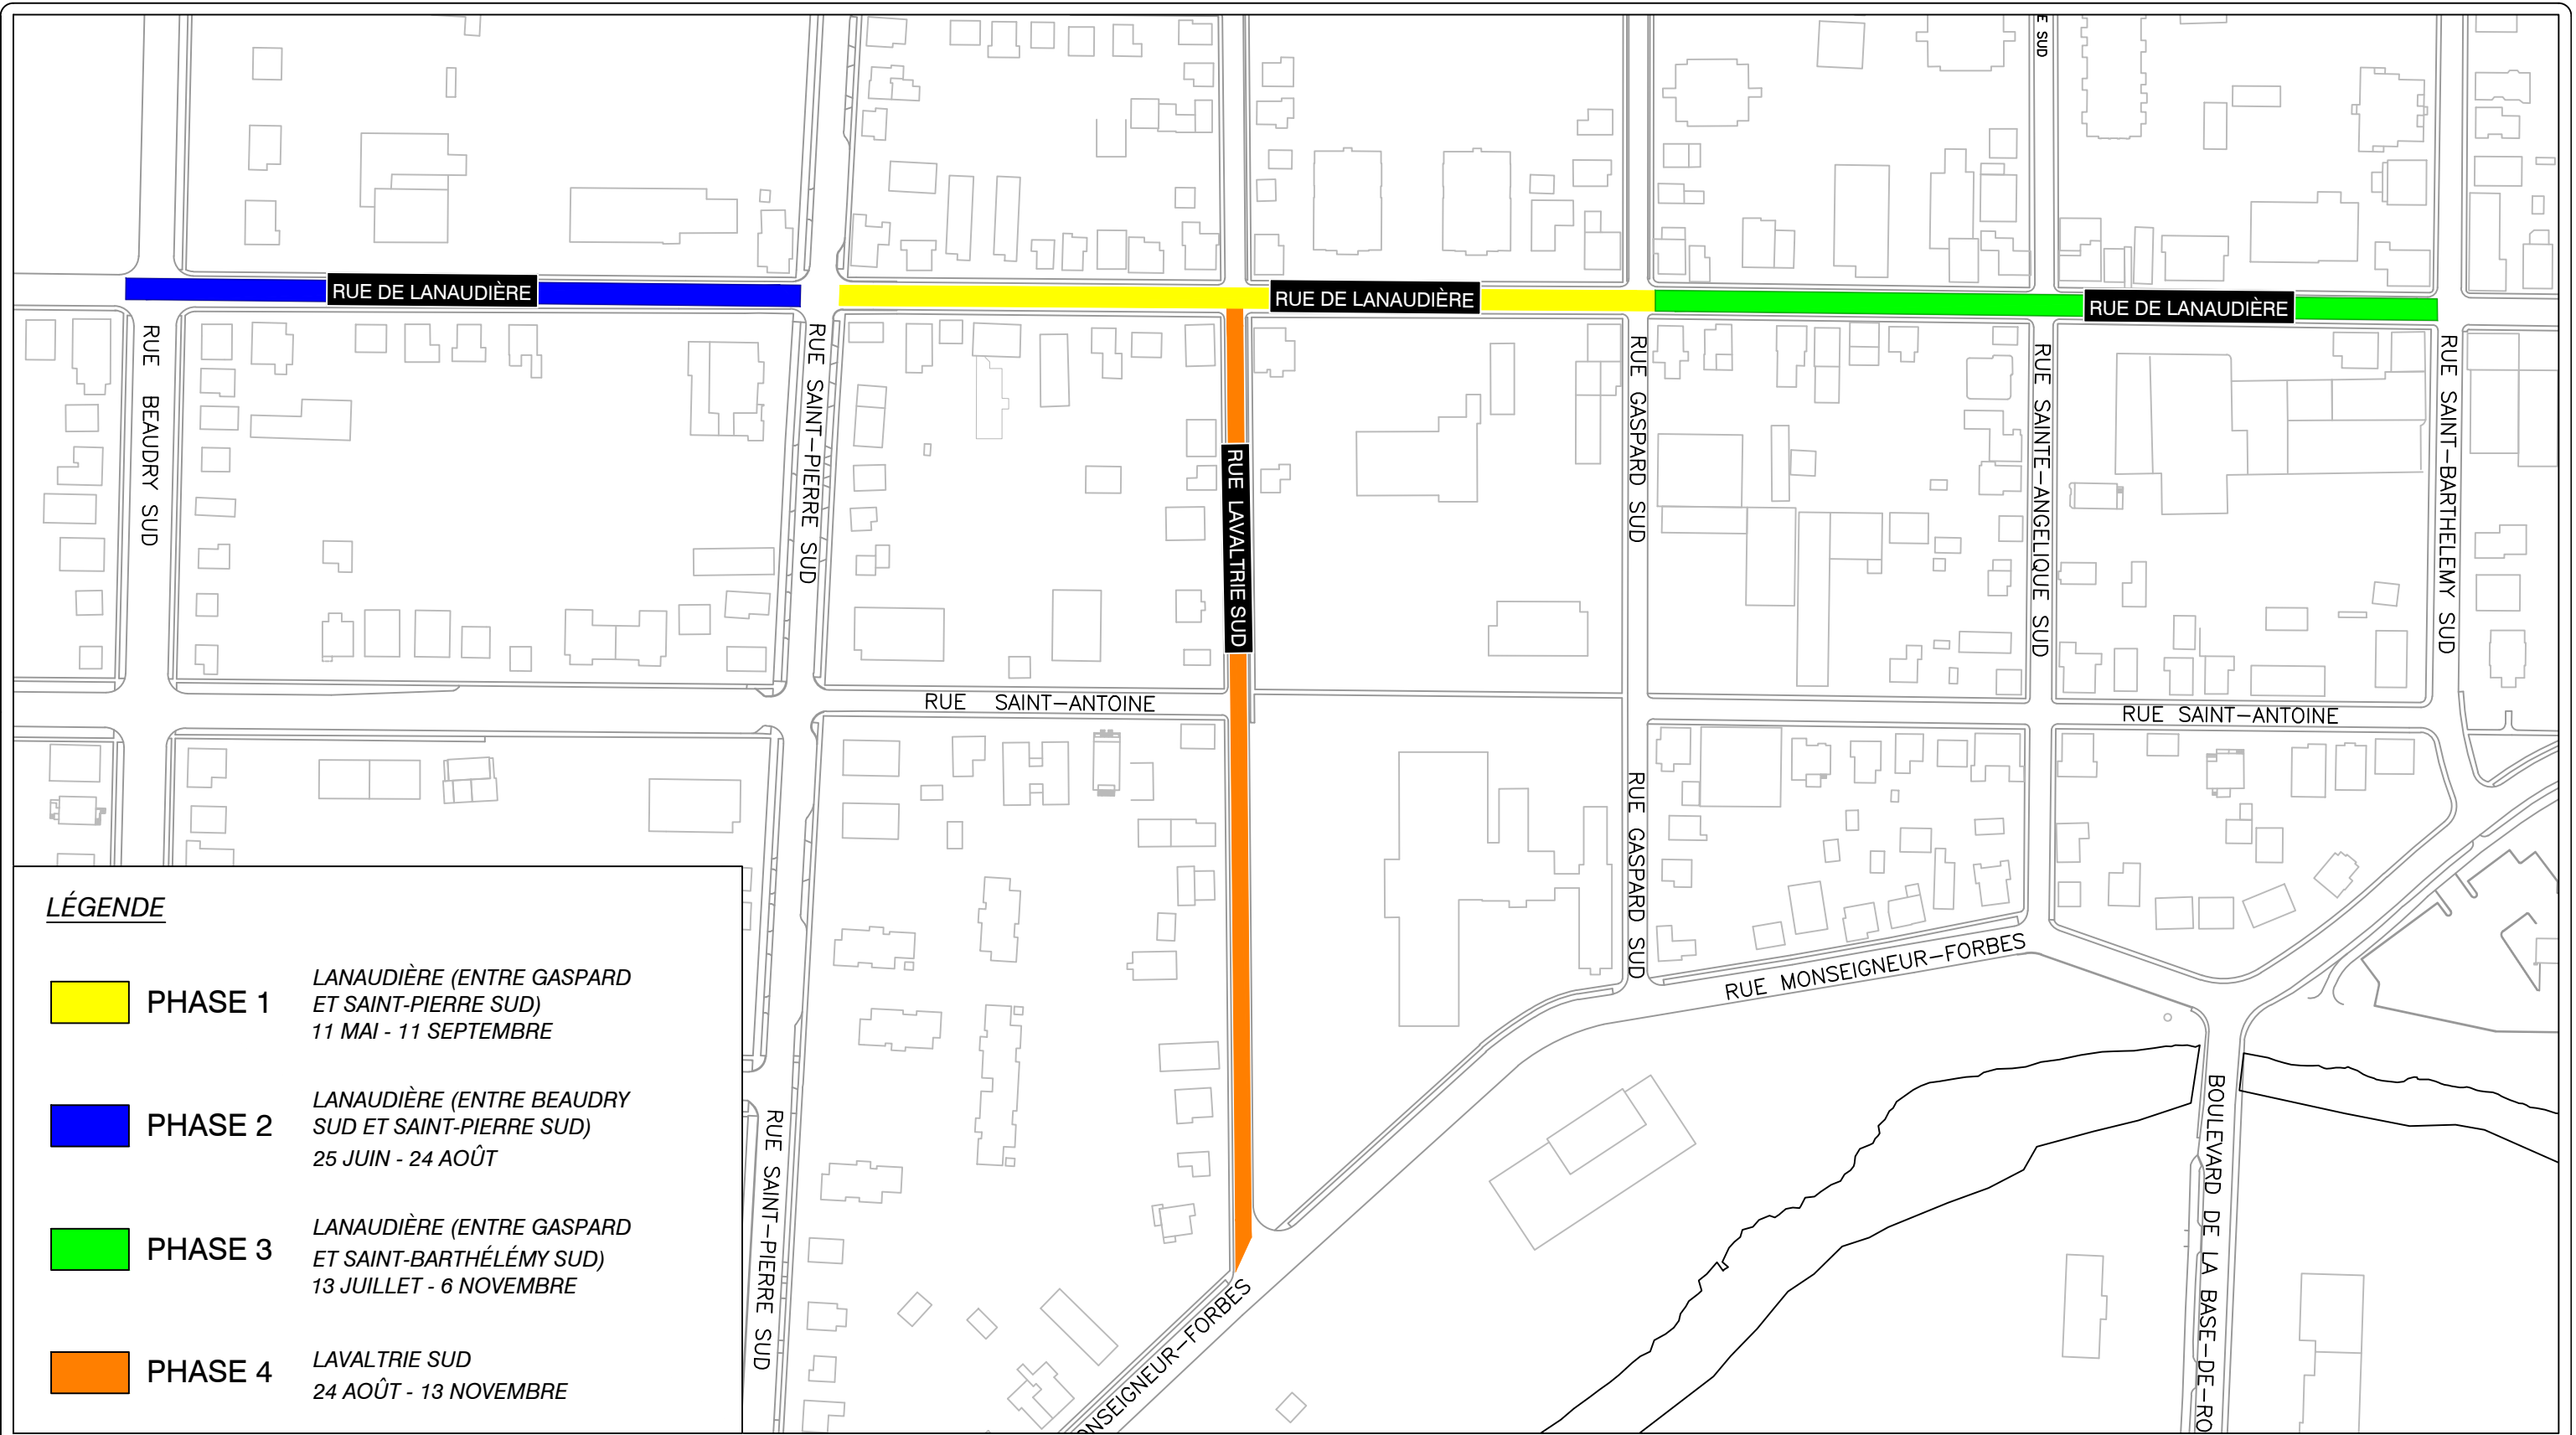 E SUD
RUE DE LANAUDIÈRE
RUE DE LANAUDIÈRE
RUE DE LANAUDIÈRE
RUE BEAUDRY SUD
RUE SAINT-PIERRE SUD
RUE LAVALTRIE SUD
RUE GASPARD SUD
RUE SAINTE-ANGELIQUE SUD
RUE SAINT-BARTHELEMY SUD
RUE SAINT-ANTOINE
RUE SAINT-ANTOINE
RUE GASPARD SUD
RUE MONSEIGNEUR-FORBES
BOULEVARD DE LA BASE-DE-RO
RUE SAINT-PIERRE SUD
ONSEIGNEUR-FORBES
LÉGENDE
PHASE 1
LANAUDIÈRE (ENTRE GASPARD
ET SAINT-PIERRE SUD)
11 MAI - 11 SEPTEMBRE
PHASE 2
LANAUDIÈRE (ENTRE BEAUDRY
SUD ET SAINT-PIERRE SUD)
25 JUIN - 24 AOÛT
PHASE 3
LANAUDIÈRE (ENTRE GASPARD
ET SAINT-BARTHÉLÉMY SUD)
13 JUILLET - 6 NOVEMBRE
PHASE 4
LAVALTRIE SUD
24 AOÛT - 13 NOVEMBRE